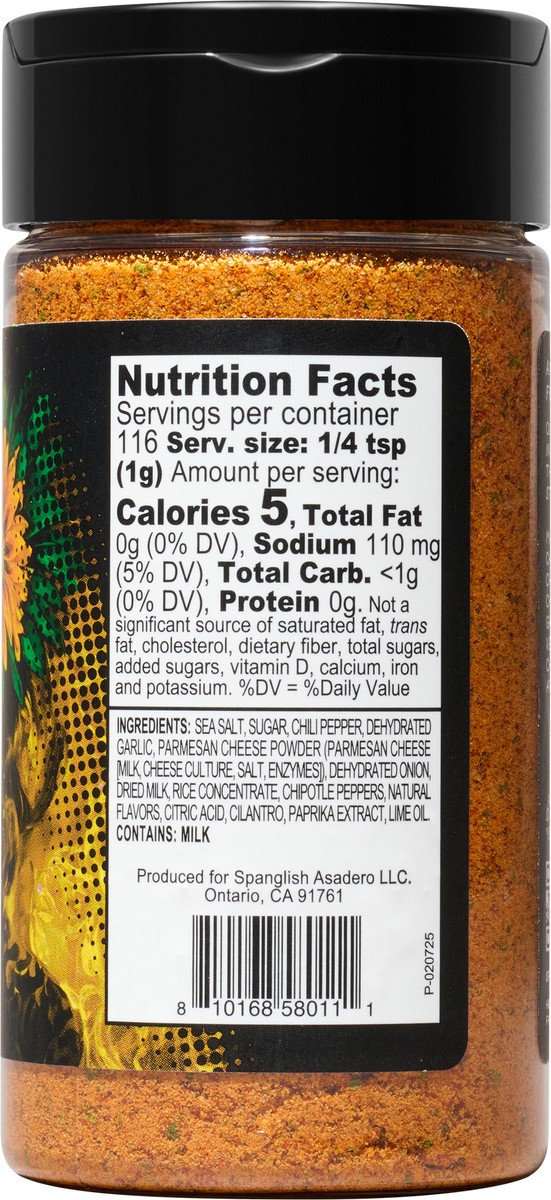 Nutrition Facts
Servings per container
116 Serv. size: 1/4 tsp
(1g) Amount per serving:
Calories 5, Total Fat
0g (0% DV), Sodium 110 mg
(5% DV), Total Carb. <1g
(0% DV), Protein 0g. Not a
significant source of saturated fat, trans
fat, cholesterol, dietary fiber, total sugars,
added sugars, vitamin D, calcium, iron
and potassium. %DV = %Daily Value
INGREDIENTS: SEA SALT, SUGAR, CHILI PEPPER, DEHYDRATED
GARLIC, PARMESAN CHEESE POWDER (PARMESAN CHEESE
[MILK, CHEESE CULTURE, SALT, ENZYMES]), DEHYDRATED ONION,
DRIED MILK, RICE CONCENTRATE, CHIPOTLE PEPPERS, NATURAL
FLAVORS, CITRIC ACID, CILANTRO, PAPRIKA EXTRACT, LIME OIL.
CONTAINS: MILK
Produced for Spanglish Asadero LLC.
Ontario, CA 91761
8 10168 58011 1
P-020725